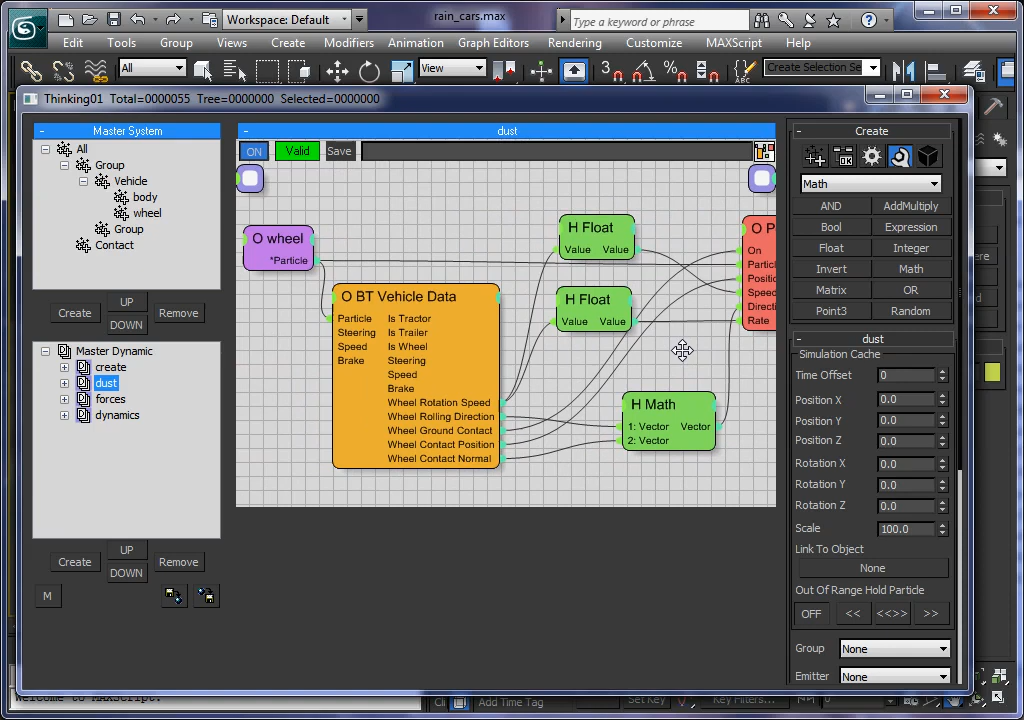 Workspace: Default
rain_cars.max
Type a keyword or phrase
Edit Tools Group Views Create Modifiers Animation Graph Editors Rendering Customize MAXScript Help
All
View
3
Create Selection Se
Thinking01 Total=0000055 Tree=0000000 Selected=0000000
- Master System
All
Group
Vehicle
body
wheel
Group
Contact
Create UP Remove
DOWN
Master Dynamic
create
dust
forces
dynamics
Create UP Remove
DOWN
M
- dust
ON Valid Save
O wheel
*Particle
O BT Vehicle Data
Particle Is Tractor
Steering Is Trailer
Speed Is Wheel
Brake Steering
Speed
Brake
Wheel Rotation Speed
Wheel Rolling Direction
Wheel Ground Contact
Wheel Contact Position
Wheel Contact Normal
H Float
Value Value
H Float
Value Value
H Math
1: Vector Vector
2: Vector
O P
On
Particl
Positio
Speed
Directi
Rate
- Create
Math
AND AddMultiply
Bool Expression
Float Integer
Invert Math
Matrix OR
Point3 Random
- dust
Simulation Cache
Time Offset 0
Position X 0.0
Position Y 0.0
Position Z 0.0
Rotation X 0.0
Rotation Y 0.0
Rotation Z 0.0
Scale 100.0
Link To Object
None
Out Of Range Hold Particle
OFF << <<>> >>
Group None
Emitter None
Welcome to MAXScript.
Add Time Tag
Set Key
Key Filters...